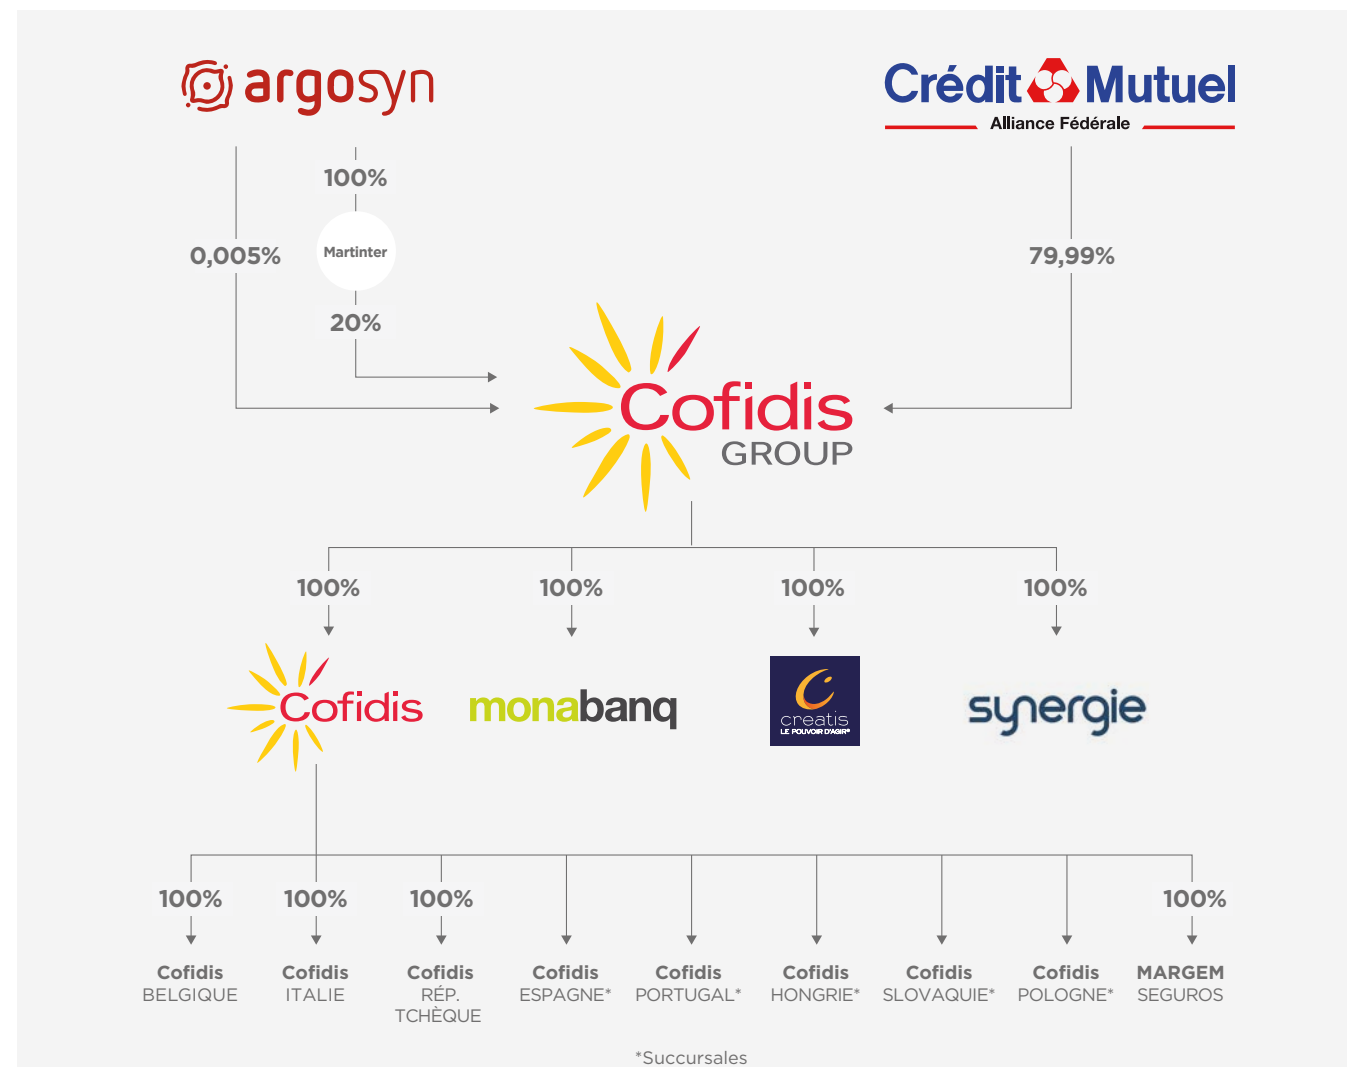 argosyn
Crédit Mutuel
Alliance Fédérale
100%
Martinter
0,005%
79,99%
20%
Cofidis
GROUP
100% 100% 100% 100%
Cofidis
monabanq
creatis
LE POUVOIR D'AGIR®
synergie
100% 100% 100% 100%
Cofidis Cofidis Cofidis Cofidis Cofidis Cofidis Cofidis Cofidis MARGEM
BELGIQUE ITALIE RÉP. ESPAGNE* PORTUGAL* HONGRIE* SLOVAQUIE* POLOGNE* SEGUROS
TCHÈQUE
*Succursales